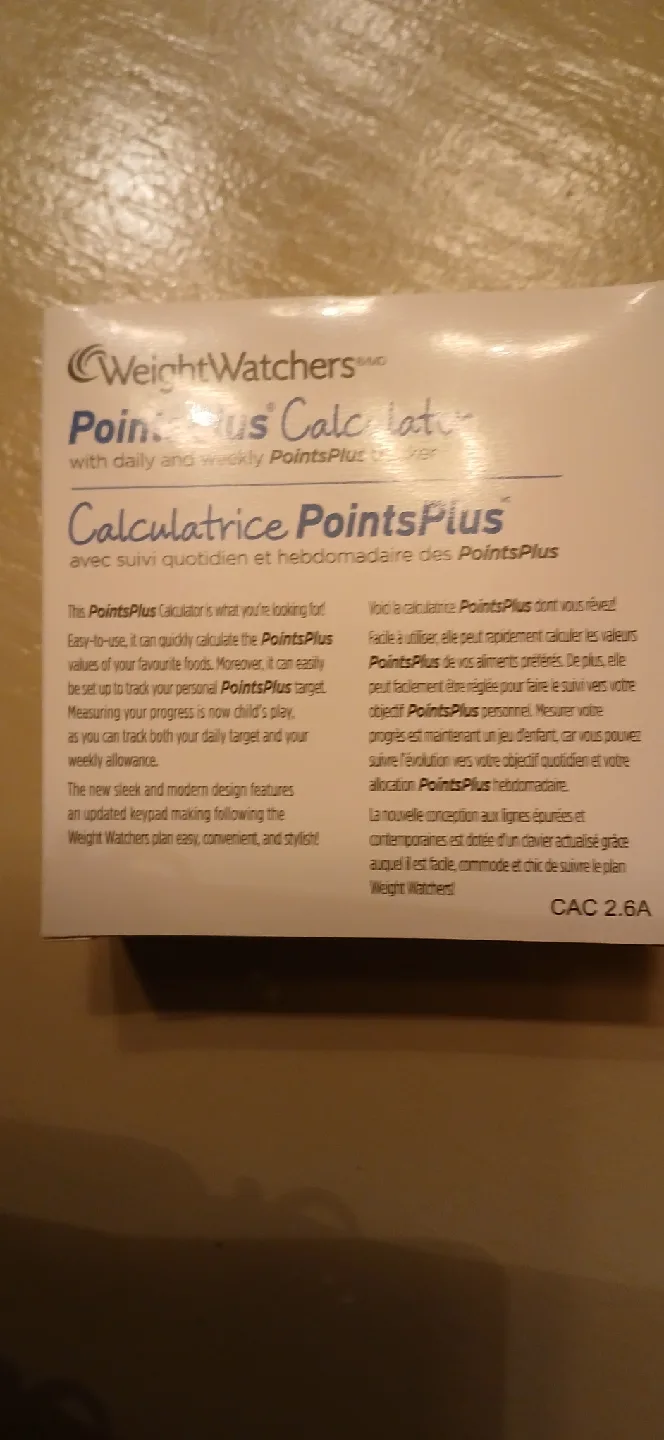 WeightWatchers
PointsPlus® Calculator
with daily and weekly PointsPlus tracker
Calculatrice PointsPlus
avec suivi quotidien et hebdomadaire des PointsPlus
This PointsPlus Calculator is what you're looking for!
Easy-to-use, it can quickly calculate the PointsPlus
values of your favourite foods. Moreover, it can easily
be set up to track your personal PointsPlus target.
Measuring your progress is now child's play,
as you can track both your daily target and your
weekly allowance.
The new sleek and modern design features
an updated keypad making following the
Weight Watchers plan easy, convenient, and stylish!
Voici la calculatrice PointsPlus dont vous rêvez!
Facile à utiliser, elle peut rapidement calculer les valeurs
PointsPlus de vos aliments préférés. De plus, elle
peut facilement être réglée pour faire le suivi vers votre
objectif PointsPlus personnel. Mesurer votre
progrès est maintenant un jeu d'enfant, car vous pouvez
suivre l'évolution vers votre objectif quotidien et votre
allocation PointsPlus hebdomadaire.
La nouvelle conception aux lignes épurées et
contemporaines est dotée d'un clavier actualisé grâce
auquel il est facile, commode et chic de suivre le plan
Weight Watchers!
CAC 2.6A